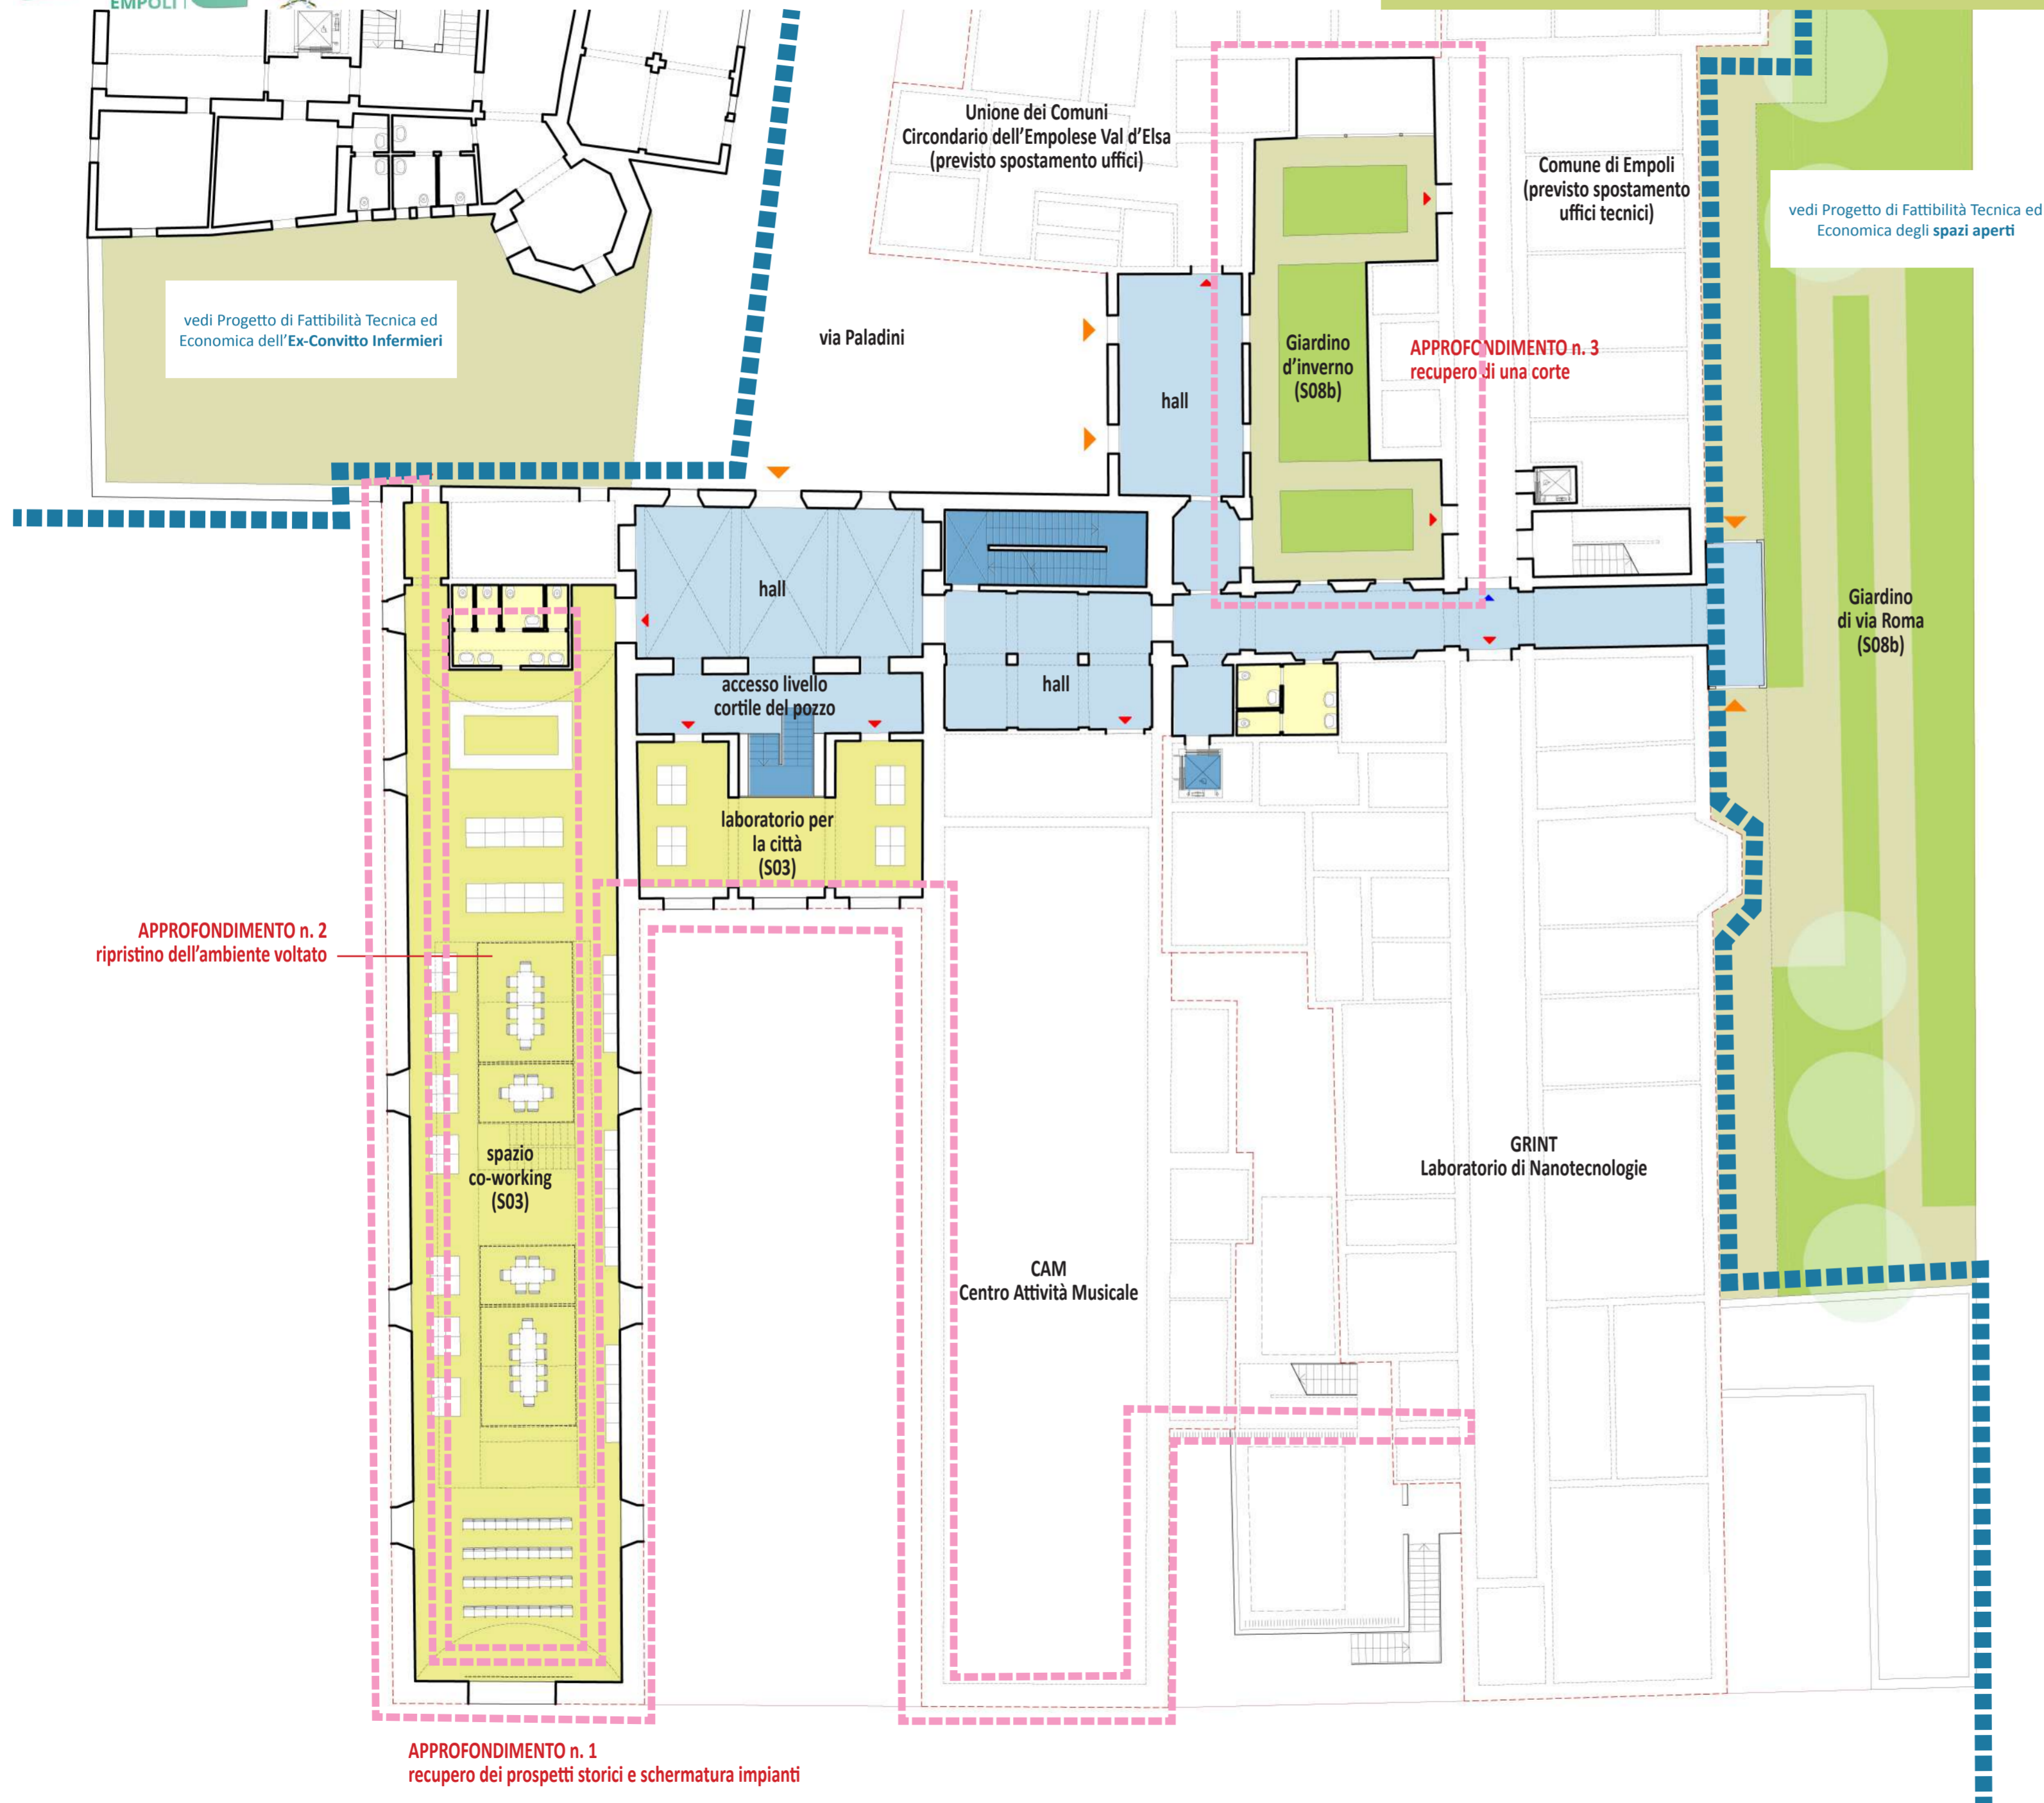 EMPOLI
Unione dei Comuni
Circondario dell'Empolese Val d'Elsa
(previsto spostamento uffici)
Comune di Empoli
(previsto spostamento
uffici tecnici)
vedi Progetto di Fattibilità Tecnica ed
Economica degli spazi aperti
vedi Progetto di Fattibilità Tecnica ed
Economica dell'Ex-Convitto Infermieri
via Paladini
hall
Giardino
d'inverno
(S08b)
APPROFONDIMENTO n. 3
recupero di una corte
hall
Giardino
di via Roma
(S08b)
accesso livello
cortile del pozzo
hall
laboratorio per
la città
(S03)
APPROFONDIMENTO n. 2
ripristino dell'ambiente voltato
spazio
co-working
(S03)
GRINT
Laboratorio di Nanotecnologie
CAM
Centro Attività Musicale
APPROFONDIMENTO n. 1
recupero dei prospetti storici e schermatura impianti